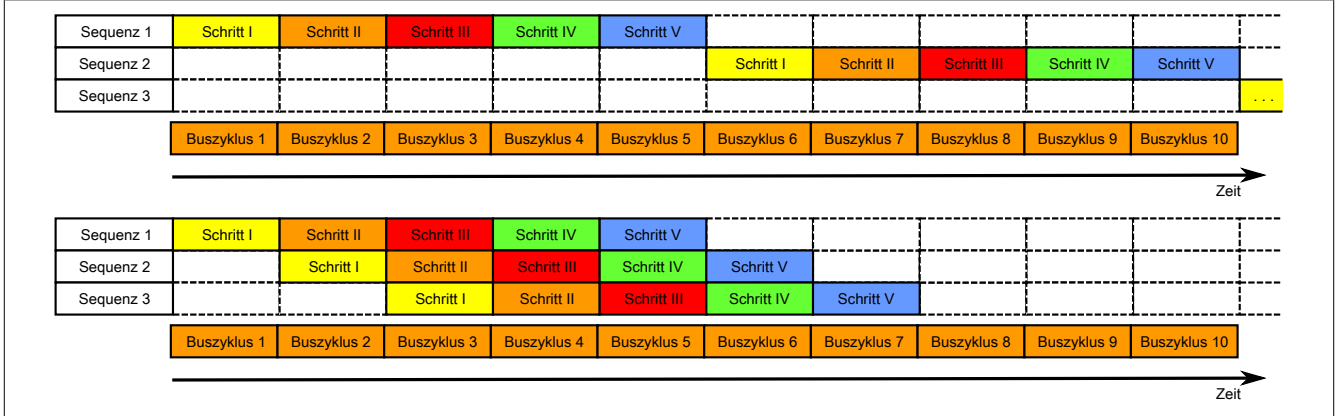 Sequenz 1 Schritt I Schritt II Schritt III Schritt IV Schritt V
Sequenz 2 Schritt I Schritt II Schritt III Schritt IV Schritt V
Sequenz 3 . . .
Buszyklus 1 Buszyklus 2 Buszyklus 3 Buszyklus 4 Buszyklus 5 Buszyklus 6 Buszyklus 7 Buszyklus 8 Buszyklus 9 Buszyklus 10
Zeit
Sequenz 1 Schritt I Schritt II Schritt III Schritt IV Schritt V
Sequenz 2 Schritt I Schritt II Schritt III Schritt IV Schritt V
Sequenz 3 Schritt I Schritt II Schritt III Schritt IV Schritt V
Buszyklus 1 Buszyklus 2 Buszyklus 3 Buszyklus 4 Buszyklus 5 Buszyklus 6 Buszyklus 7 Buszyklus 8 Buszyklus 9 Buszyklus 10
Zeit